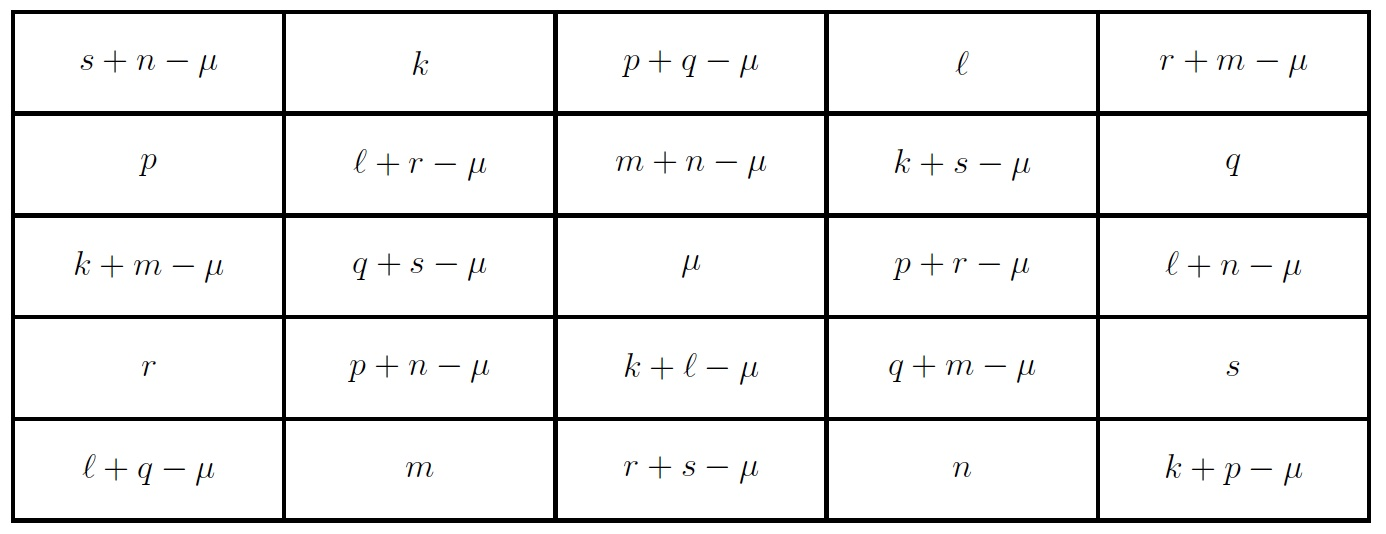 s + n − μ k p + q − μ ℓ r + m − μ
p ℓ + r − μ m + n − μ k + s − μ q
k + m − μ q + s − μ μ p + r − μ ℓ + n − μ
r p + n − μ k + ℓ − μ q + m − μ s
ℓ + q − μ m r + s − μ n k + p − μ